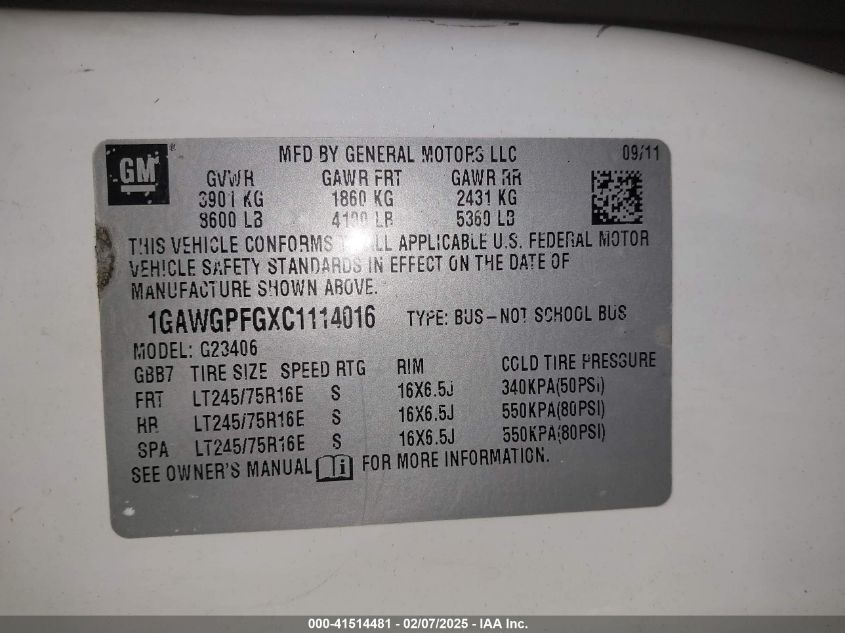 GM
MFD BY GENERAL MOTORS LLC 09/11
GVWR GAWR FRT GAWR RR
3901 KG 1860 KG 2431 KG
8600 LB 4100 LB 5360 LB
THIS VEHICLE CONFORMS TO ALL APPLICABLE U.S. FEDERAL MOTOR
VEHICLE SAFETY STANDARDS IN EFFECT ON THE DATE OF
MANUFACTURE SHOWN ABOVE.
1GAWGPFGXC1114016 TYPE: BUS-NOT SCHOOL BUS
MODEL: G23406
GBB7 TIRE SIZE SPEED RTG RIM COLD TIRE PRESSURE
FRT LT245/75R16E S 16X6.5J 340KPA(50PSI)
RR LT245/75R16E S 16X6.5J 550KPA(80PSI)
SPA LT245/75R16E S 16X6.5J 550KPA(80PSI)
SEE OWNER'S MANUAL FOR MORE INFORMATION.
000-41514481 - 02/07/2025 - IAA Inc.